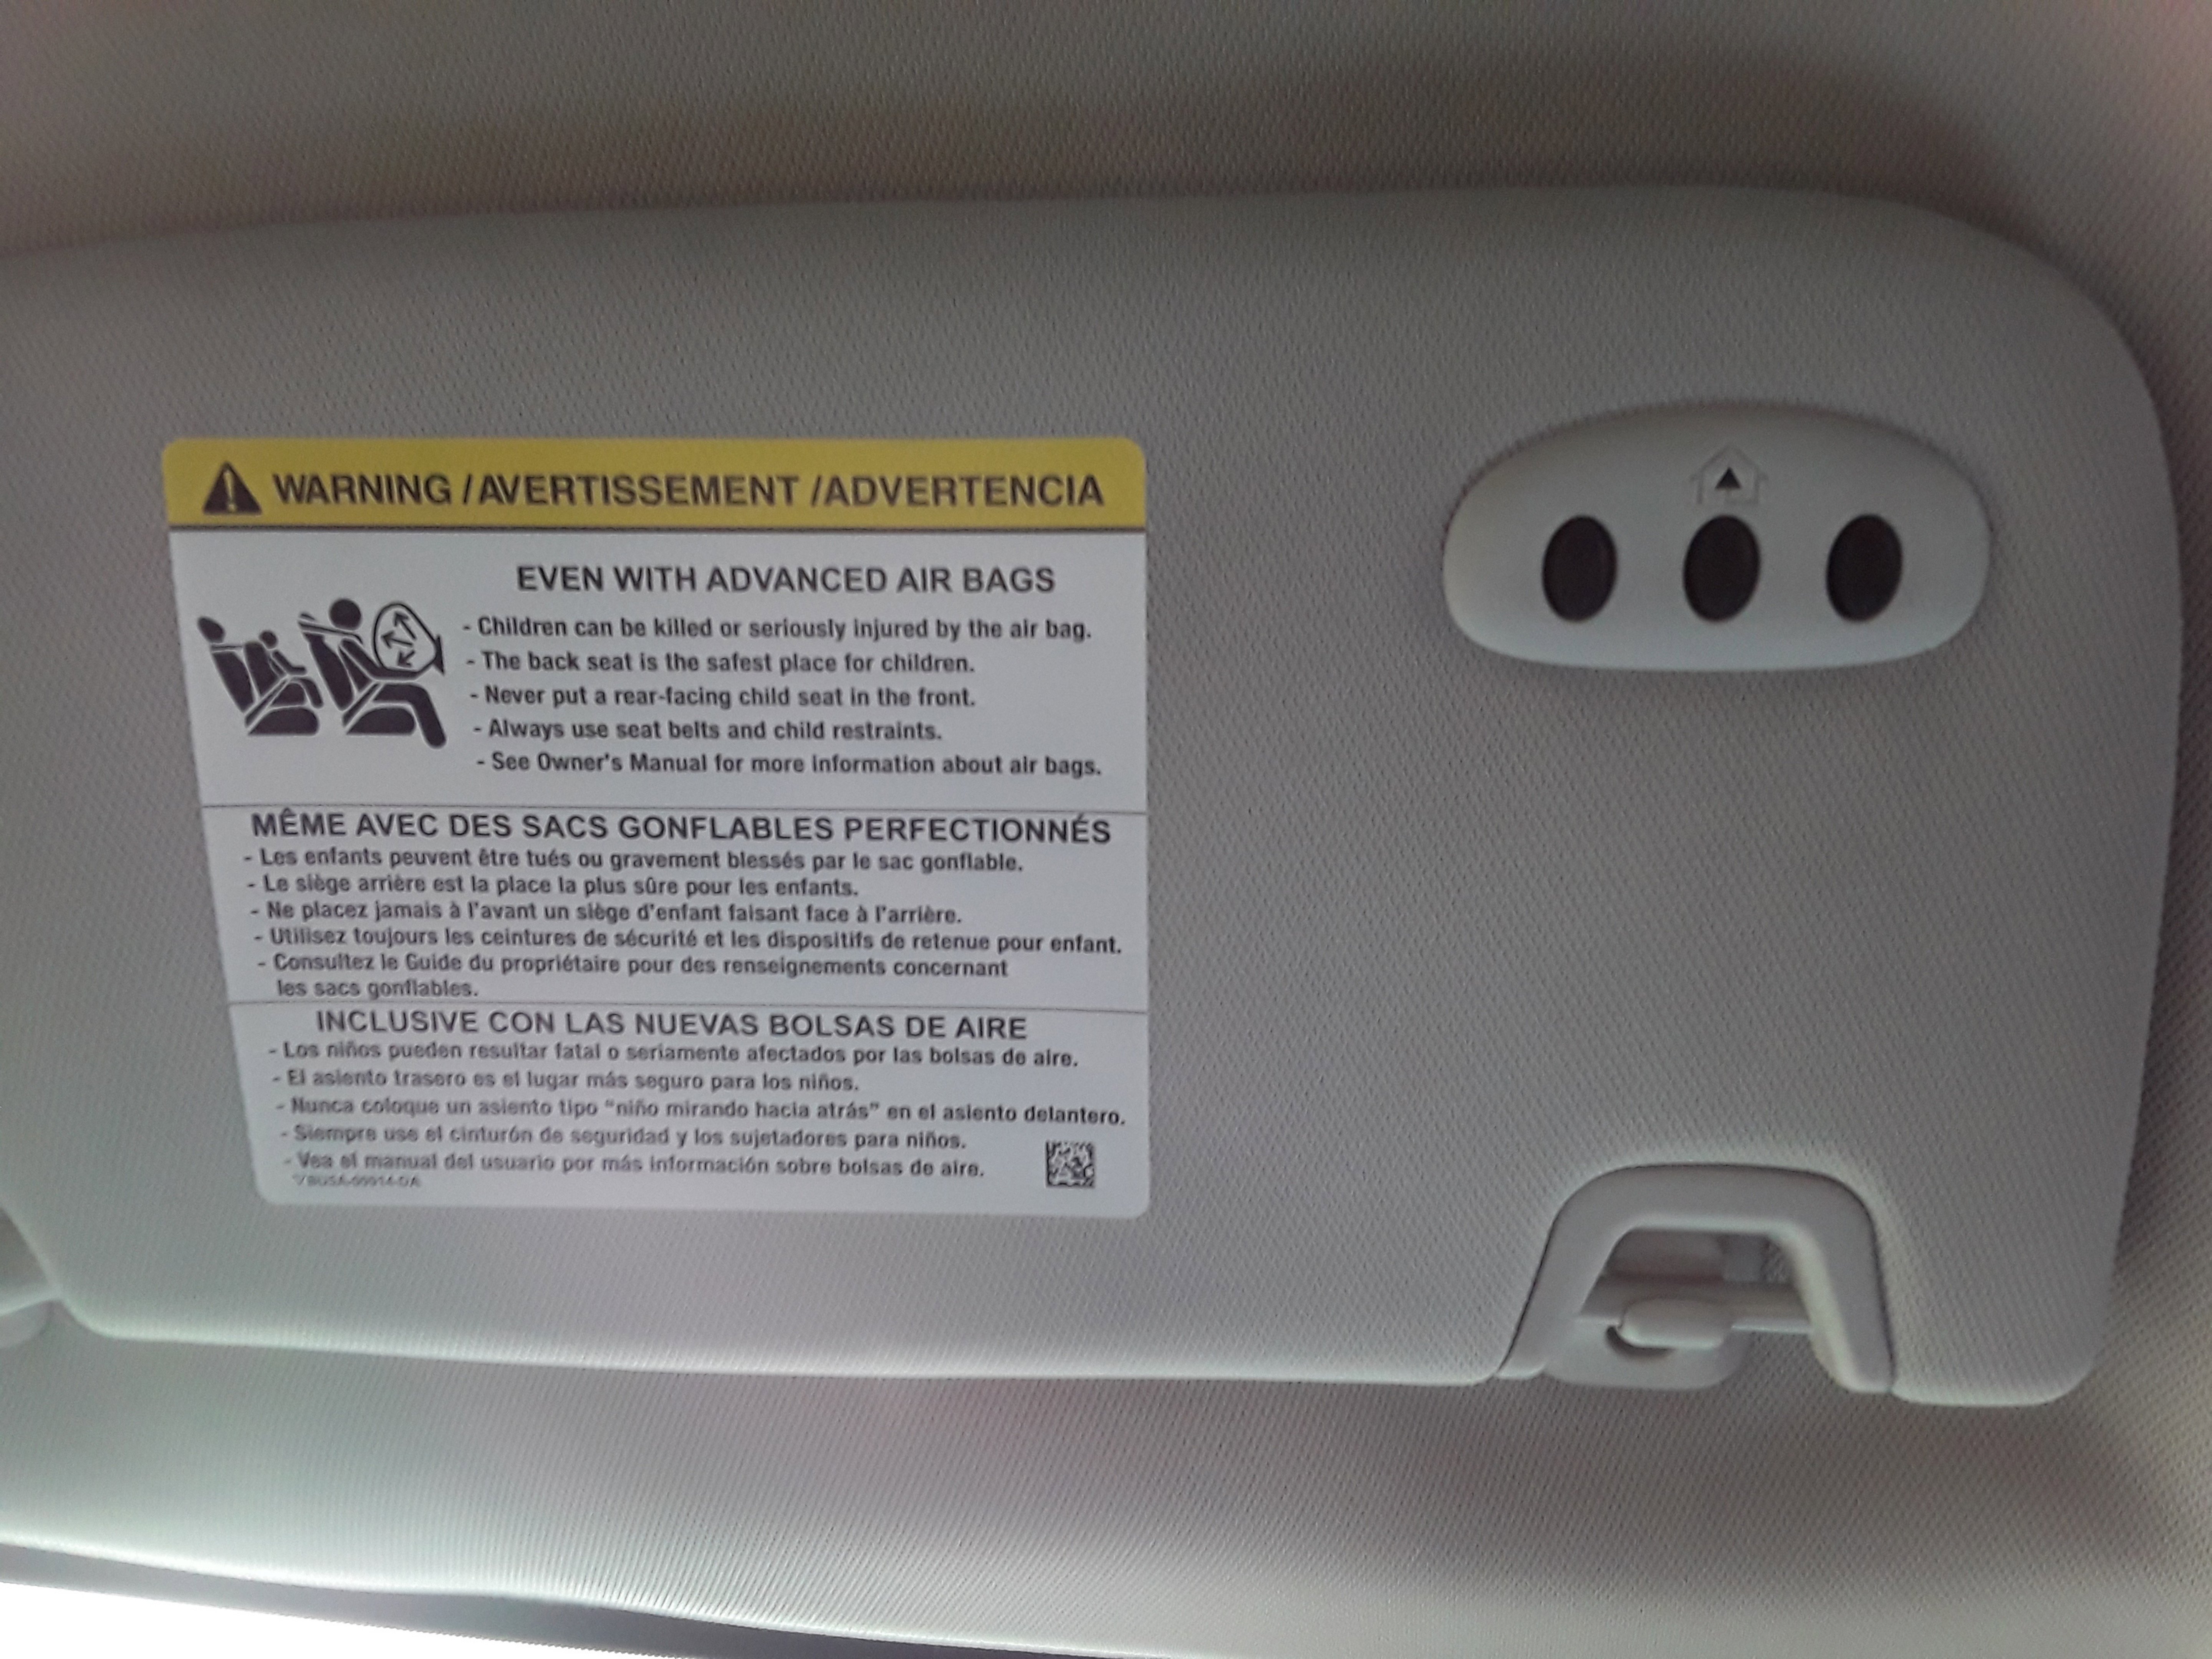 WARNING / AVERTISSEMENT / ADVERTENCIA
EVEN WITH ADVANCED AIR BAGS
- Children can be killed or seriously injured by the air bag.
- The back seat is the safest place for children.
- Never put a rear-facing child seat in the front.
- Always use seat belts and child restraints.
- See Owner's Manual for more information about air bags.
MÊME AVEC DES SACS GONFLABLES PERFECTIONNÉS
- Les enfants peuvent être tués ou gravement blessés par le sac gonflable.
- Le siège arrière est la place la plus sûre pour les enfants.
- Ne placez jamais à l'avant un siège d'enfant faisant face à l'arrière.
- Utilisez toujours les ceintures de sécurité et les dispositifs de retenue pour enfant.
- Consultez le Guide du propriétaire pour des renseignements concernant
les sacs gonflables.
INCLUSIVE CON LAS NUEVAS BOLSAS DE AIRE
- Los niños pueden resultar fatal o seriamente afectados por las bolsas de aire.
- El asiento trasero es el lugar más seguro para los niños.
- Nunca coloque un asiento tipo "niño mirando hacia atrás" en el asiento delantero.
- Siempre use el cinturón de seguridad y los sujetadores para niños.
- Vea el manual del usuario por más información sobre bolsas de aire.